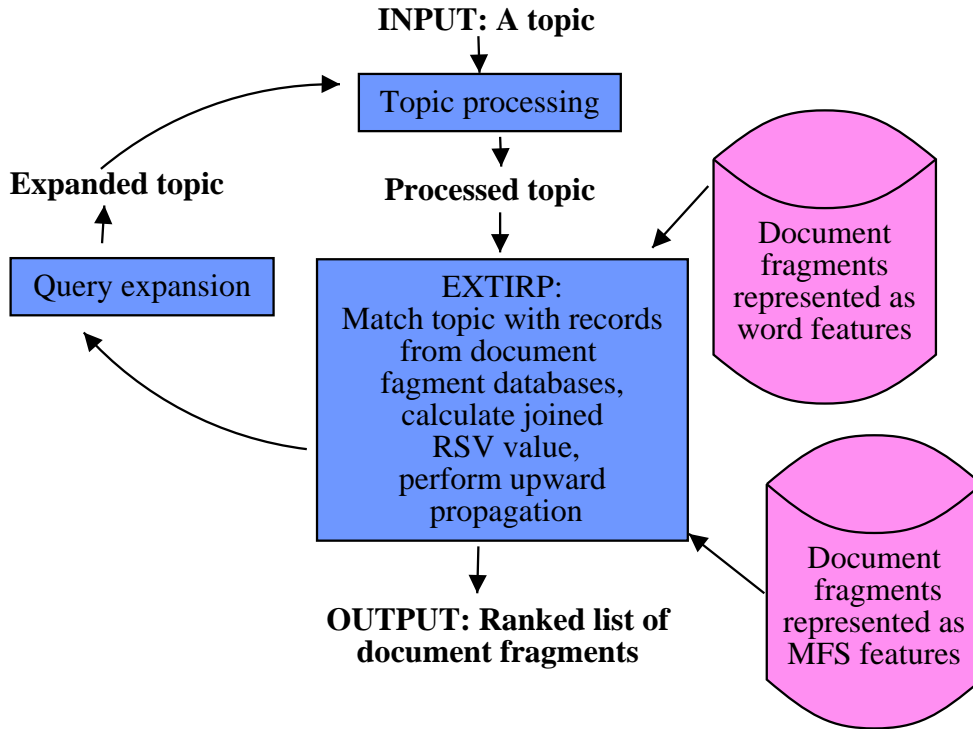 INPUT: A topic
Topic processing
Expanded topic
Processed topic
Query expansion
EXTIRP:
Match topic with records
from document
fagment databases,
calculate joined
RSV value,
perform upward
propagation
Document
fragments
represented as
word features
Document
fragments
represented as
MFS features
OUTPUT: Ranked list of
document fragments